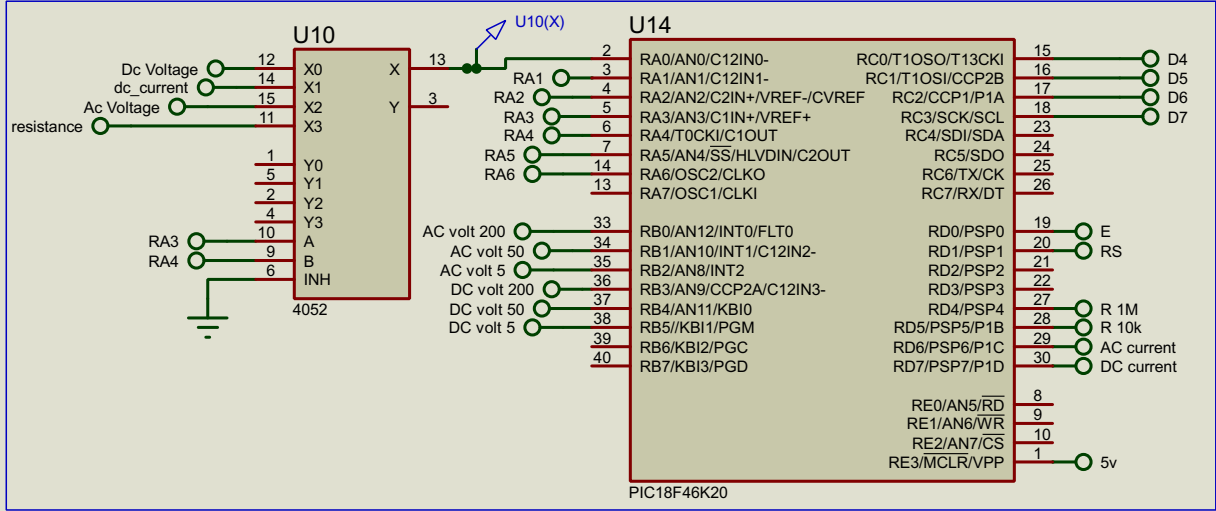 U10
U10(X)
Dc Voltage 12 X0
dc_current 14 X1
Ac Voltage 15 X2
resistance 11 X3
X 13
Y 3
1 Y0
5 Y1
2 Y2
4 Y3
RA3 10 A
RA4 9 B
6 INH
4052
U14
2 RA0/AN0/C12IN0-
RA1 3 RA1/AN1/C12IN1-
RA2 4 RA2/AN2/C2IN+/VREF-/CVREF
RA3 5 RA3/AN3/C1IN+/VREF+
RA4 6 RA4/T0CKI/C1OUT
RA5 7 RA5/AN4/SS/HLVDIN/C2OUT
RA6 14 RA6/OSC2/CLKO
13 RA7/OSC1/CLKI
AC volt 200 33 RB0/AN12/INT0/FLT0
AC volt 50 34 RB1/AN10/INT1/C12IN2-
AC volt 5 35 RB2/AN8/INT2
DC volt 200 36 RB3/AN9/CCP2A/C12IN3-
DC volt 50 37 RB4/AN11/KBI0
DC volt 5 38 RB5//KBI1/PGM
39 RB6/KBI2/PGC
40 RB7/KBI3/PGD
RC0/T1OSO/T13CKI 15 D4
RC1/T1OSI/CCP2B 16 D5
RC2/CCP1/P1A 17 D6
RC3/SCK/SCL 18 D7
RC4/SDI/SDA 23
RC5/SDO 24
RC6/TX/CK 25
RC7/RX/DT 26
RD0/PSP0 19 E
RD1/PSP1 20 RS
RD2/PSP2 21
RD3/PSP3 22
RD4/PSP4 27 R 1M
RD5/PSP5/P1B 28 R 10k
RD6/PSP6/P1C 29 AC current
RD7/PSP7/P1D 30 DC current
RE0/AN5/RD 8
RE1/AN6/WR 9
RE2/AN7/CS 10
RE3/MCLR/VPP 1 5v
PIC18F46K20